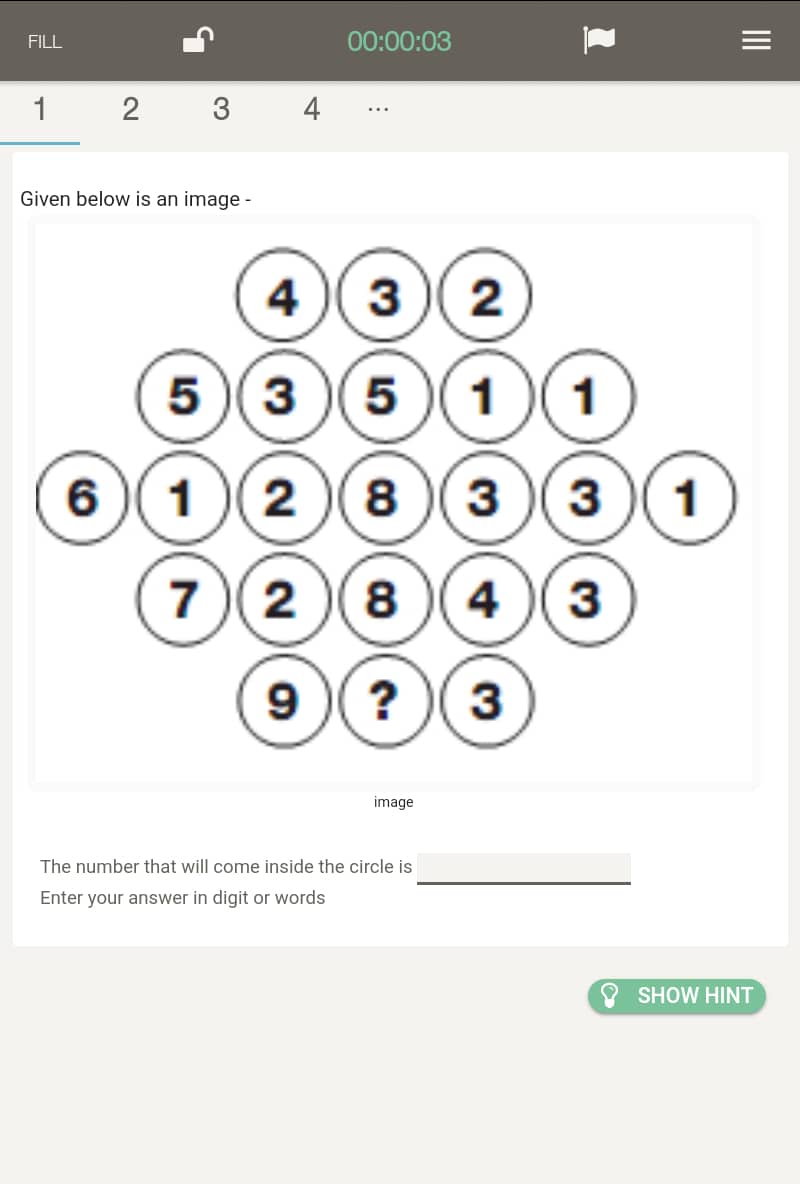 FILL 00:00:03
1 2 3 4 ...
Given below is an image -
4 3 2
5 3 5 1 1
6 1 2 8 3 3 1
7 2 8 4 3
9 ? 3
image
The number that will come inside the circle is
Enter your answer in digit or words
SHOW HINT